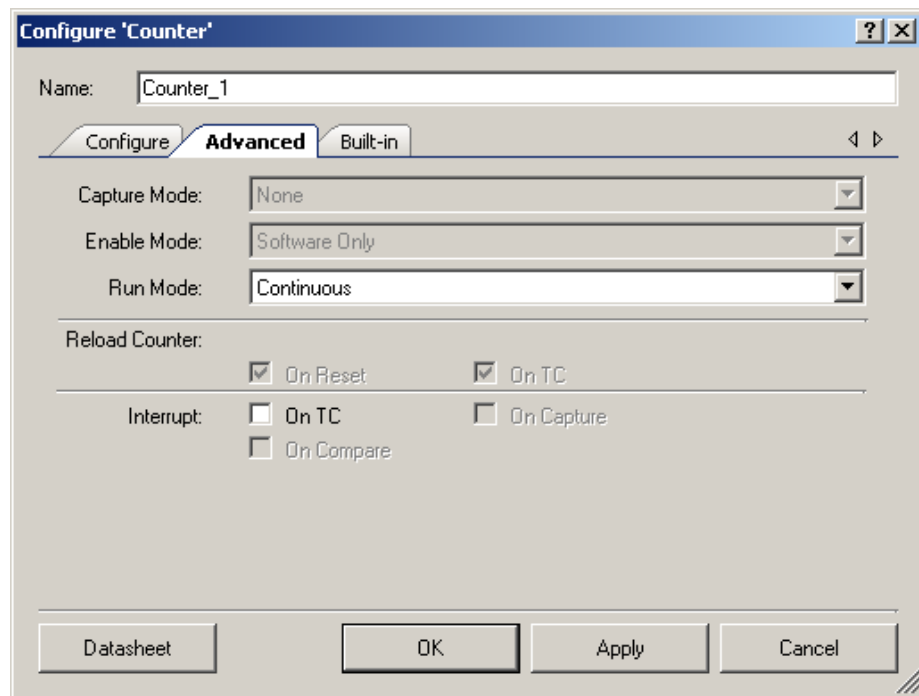 Configure 'Counter'
Name: Counter_1
Configure Advanced Built-in
Capture Mode: None
Enable Mode: Software Only
Run Mode: Continuous
Reload Counter:
On Reset On TC
Interrupt: On TC On Capture
On Compare
Datasheet OK Apply Cancel